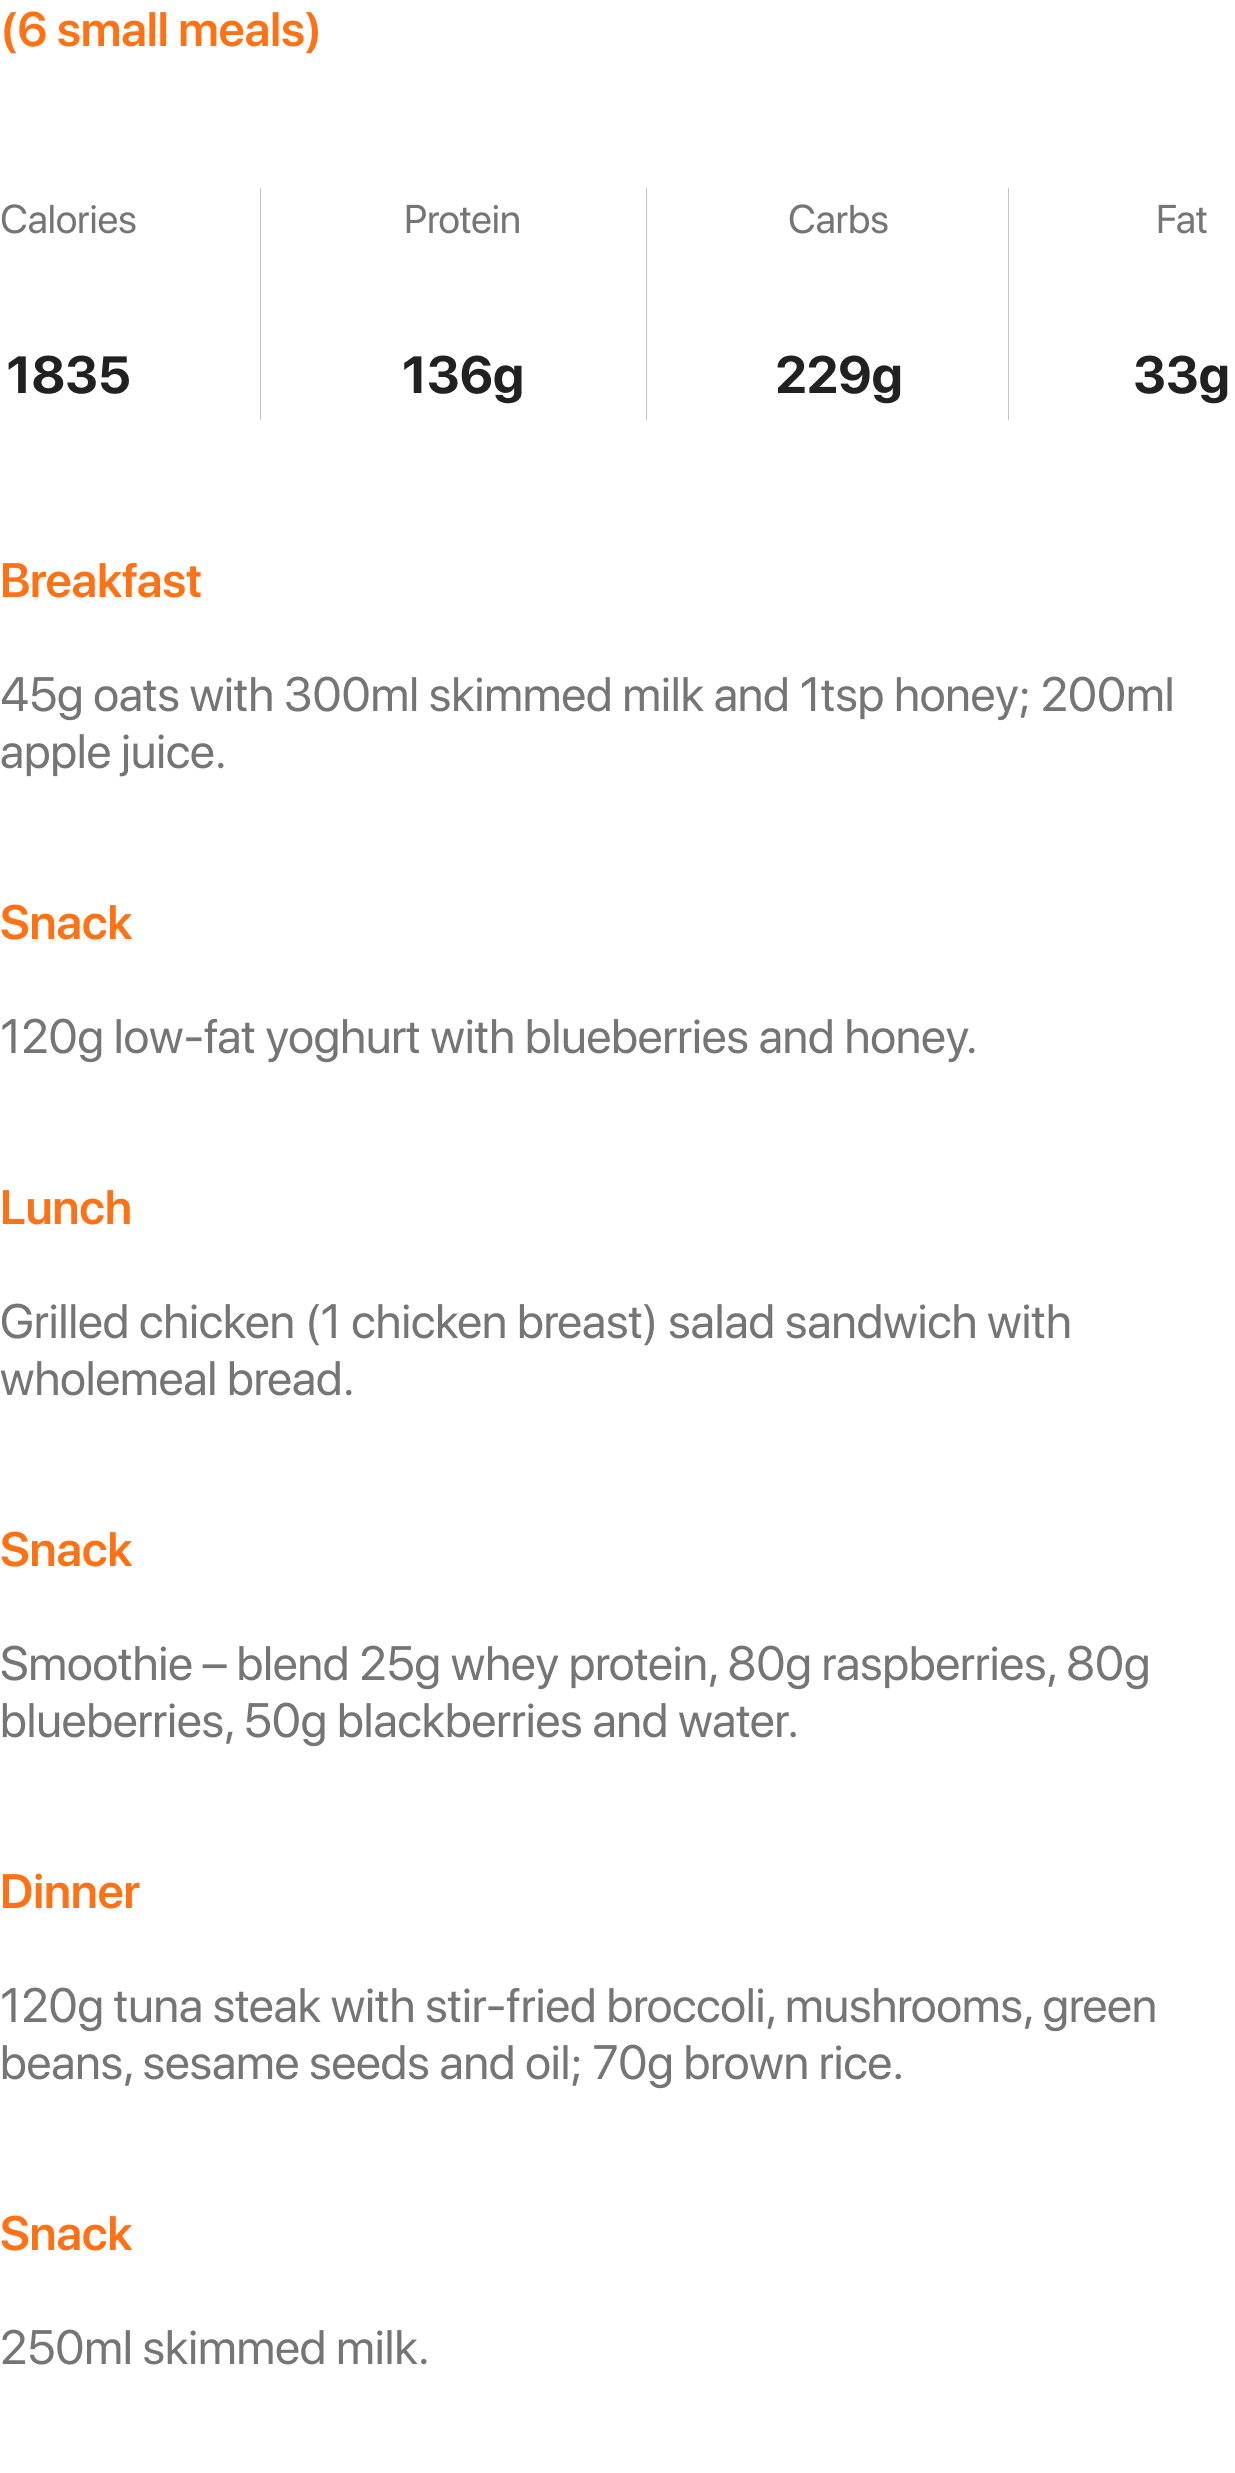 (6 small meals)
Calories Protein Carbs Fat
1835 136g 229g 33g
Breakfast
45g oats with 300ml skimmed milk and 1tsp honey; 200ml
apple juice.
Snack
120g low-fat yoghurt with blueberries and honey.
Lunch
Grilled chicken (1 chicken breast) salad sandwich with
wholemeal bread.
Snack
Smoothie – blend 25g whey protein, 80g raspberries, 80g
blueberries, 50g blackberries and water.
Dinner
120g tuna steak with stir-fried broccoli, mushrooms, green
beans, sesame seeds and oil; 70g brown rice.
Snack
250ml skimmed milk.